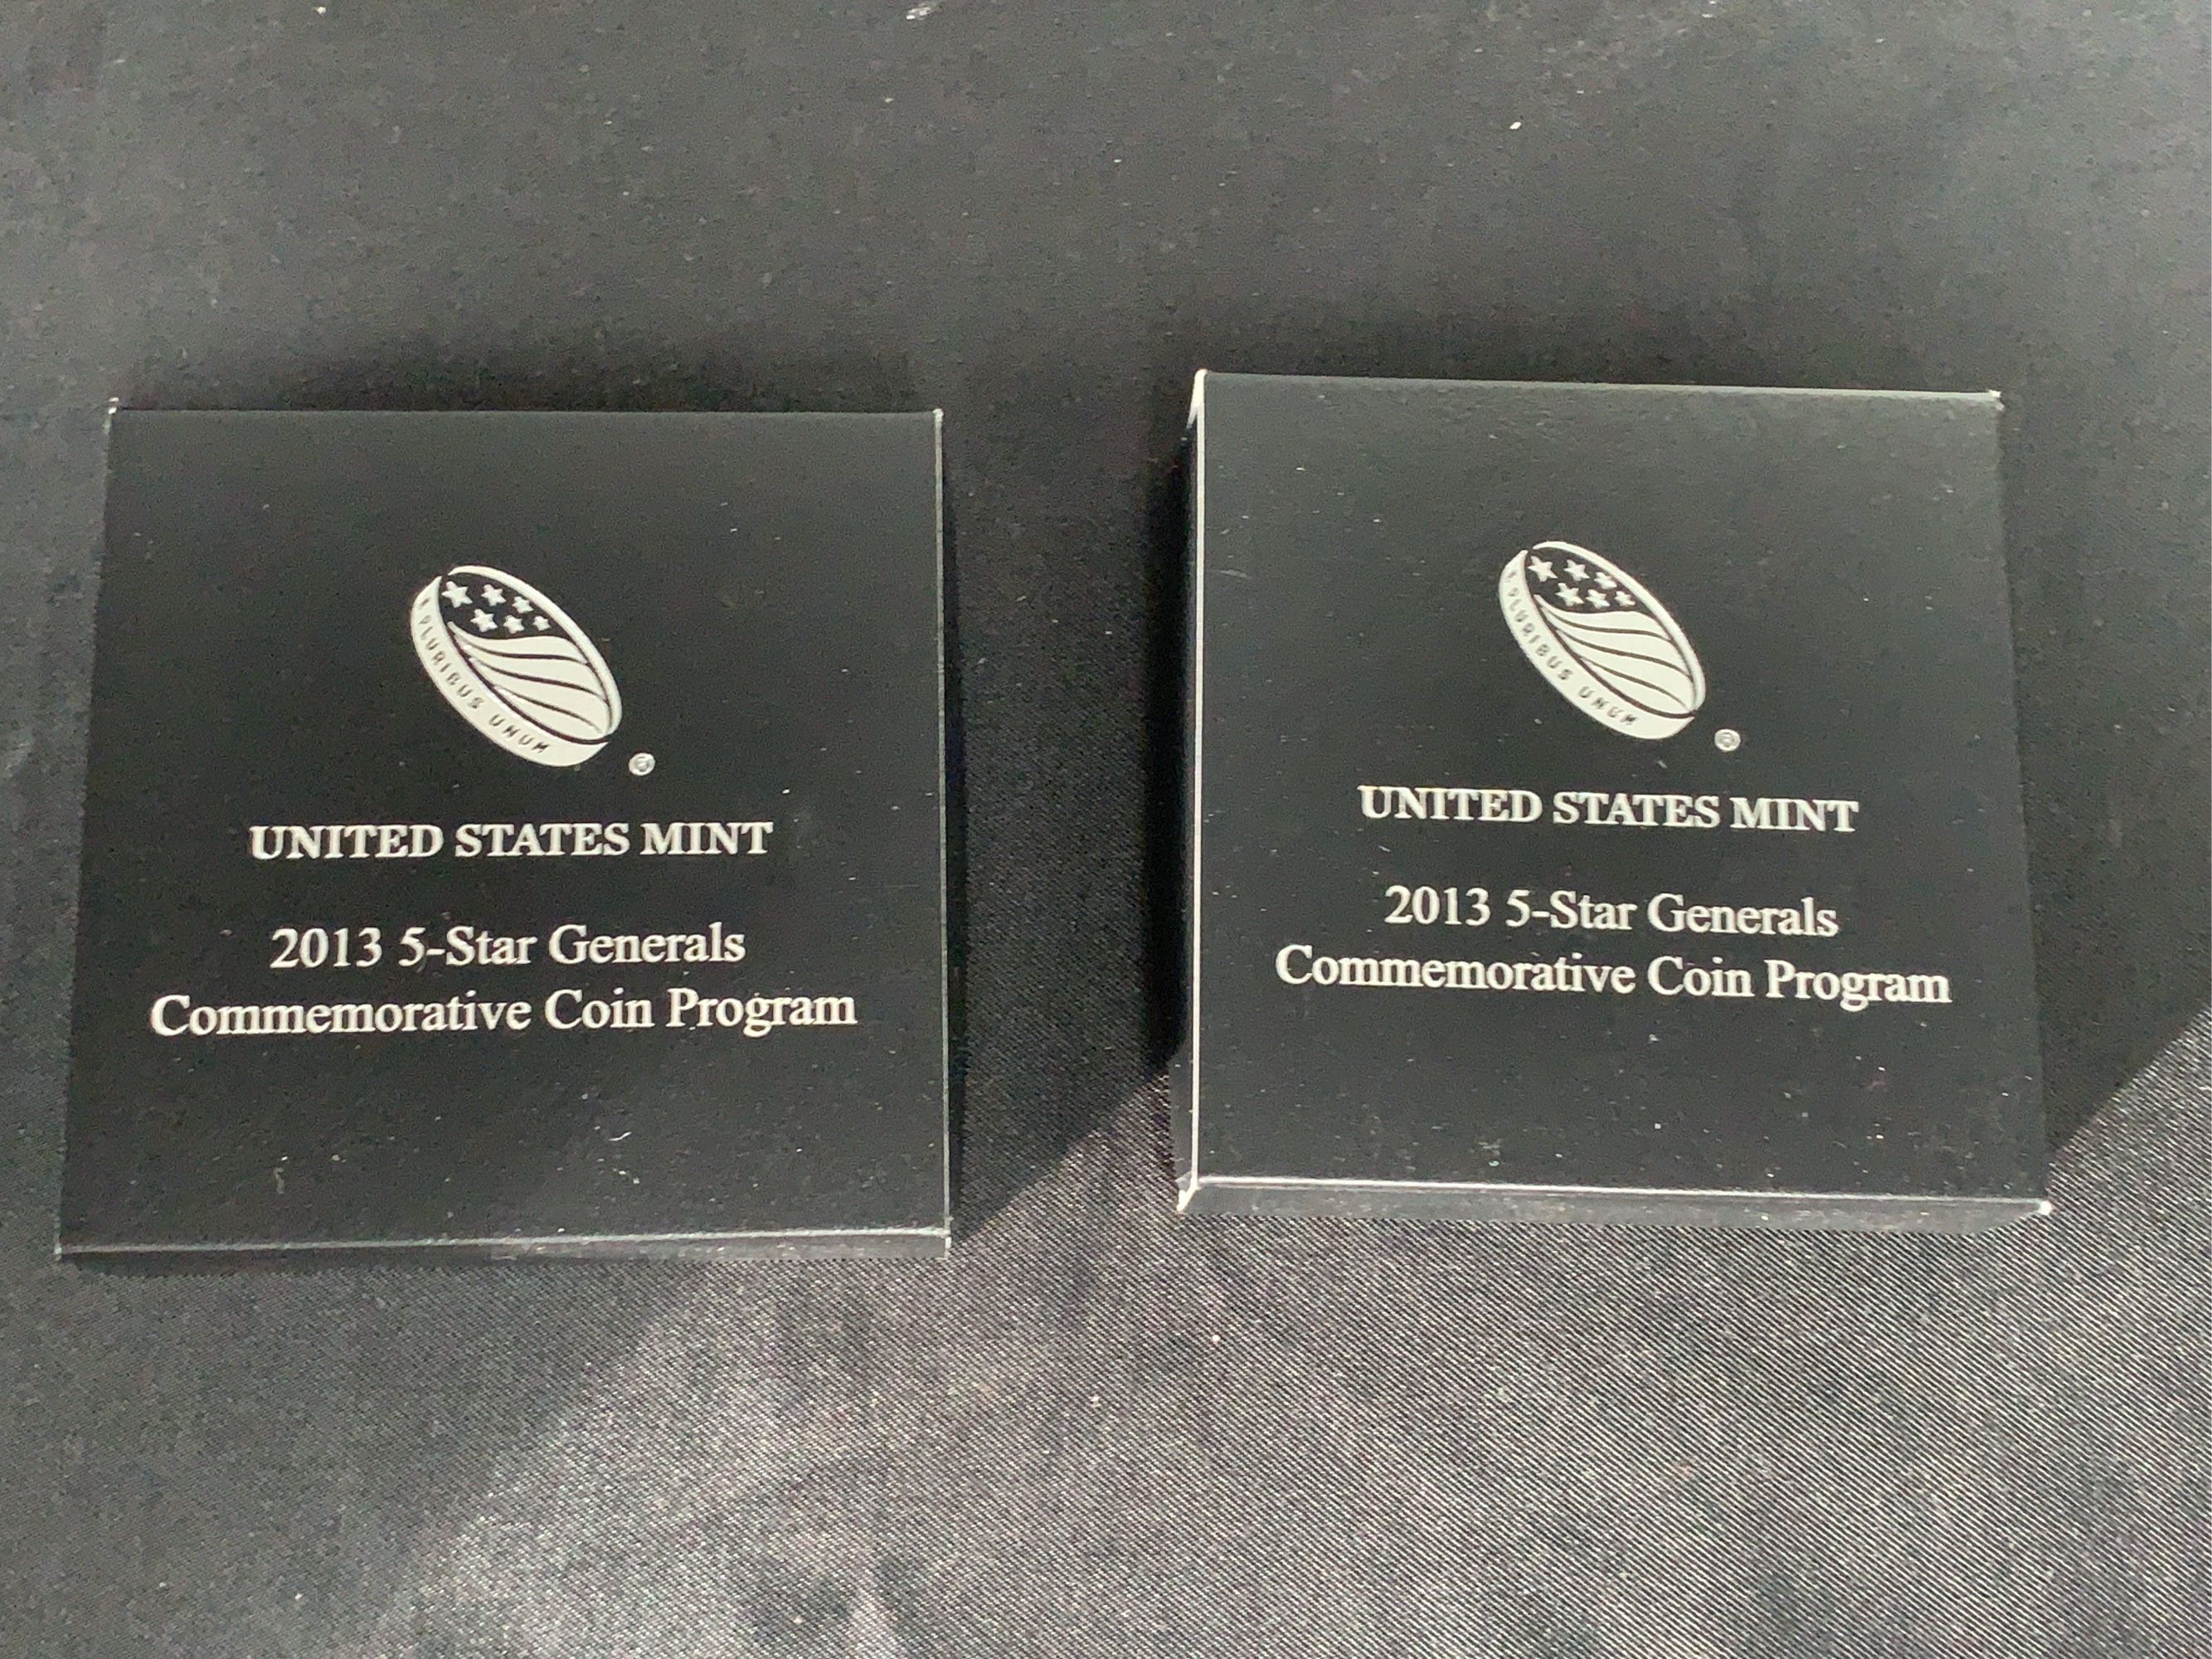 PLURIBUS UNUM
®
UNITED STATES MINT
2013 5-Star Generals
Commemorative Coin Program
PLURIBUS UNUM
®
UNITED STATES MINT
2013 5-Star Generals
Commemorative Coin Program